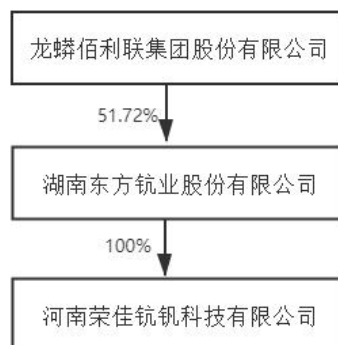 龙蟒佰利联集团股份有限公司
51.72%
湖南东方钪业股份有限公司
100%
河南荣佳钪钒科技有限公司